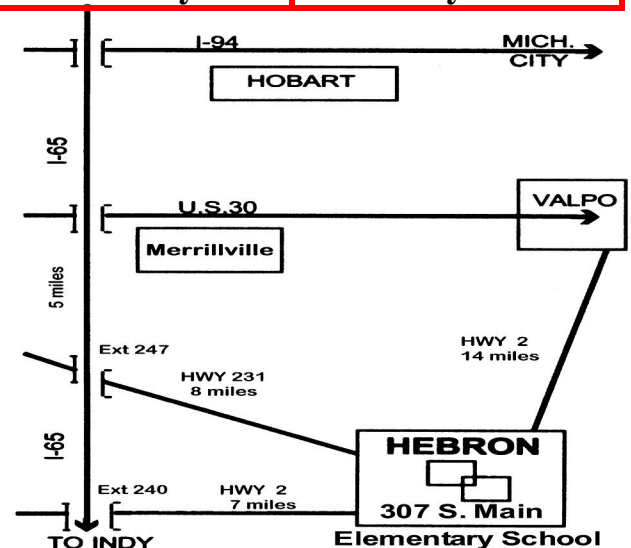 I-94
MICH.
CITY
HOBART
I-65
U.S.30
VALPO
Merrillville
5 miles
HWY 2
14 miles
Ext 247
HWY 231
8 miles
I-65
HEBRON
Ext 240
HWY 2
7 miles
307 S. Main
TO INDY
Elementary School